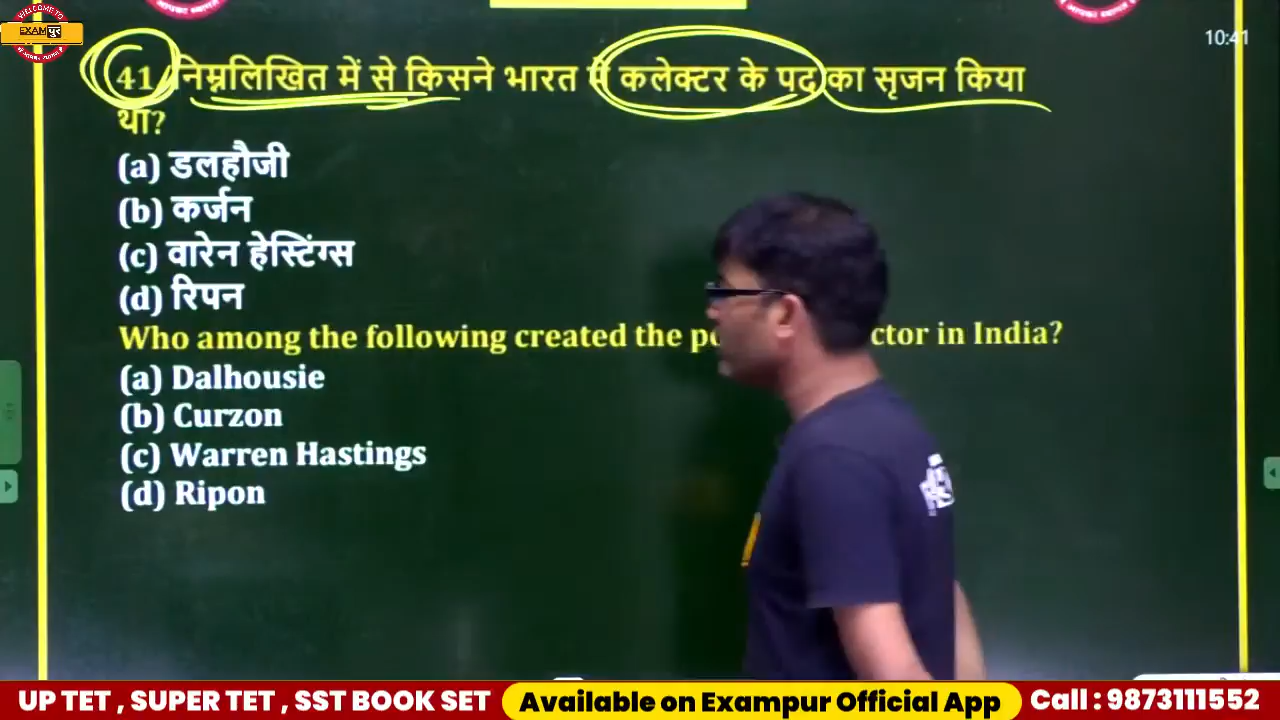 WELCOME TO
EXAMपुर
10:41
41. निम्नलिखित में से किसने भारत में कलेक्टर के पद का सृजन किया
था?
(a) डलहौजी
(b) कर्जन
(c) वारेन हेस्टिंग्स
(d) रिपन
Who among the following created the ctor in India?
(a) Dalhousie
(b) Curzon
(c) Warren Hastings
(d) Ripon
UP TET , SUPER TET , SST BOOK SET Available on Exampur Official App Call : 9873111552